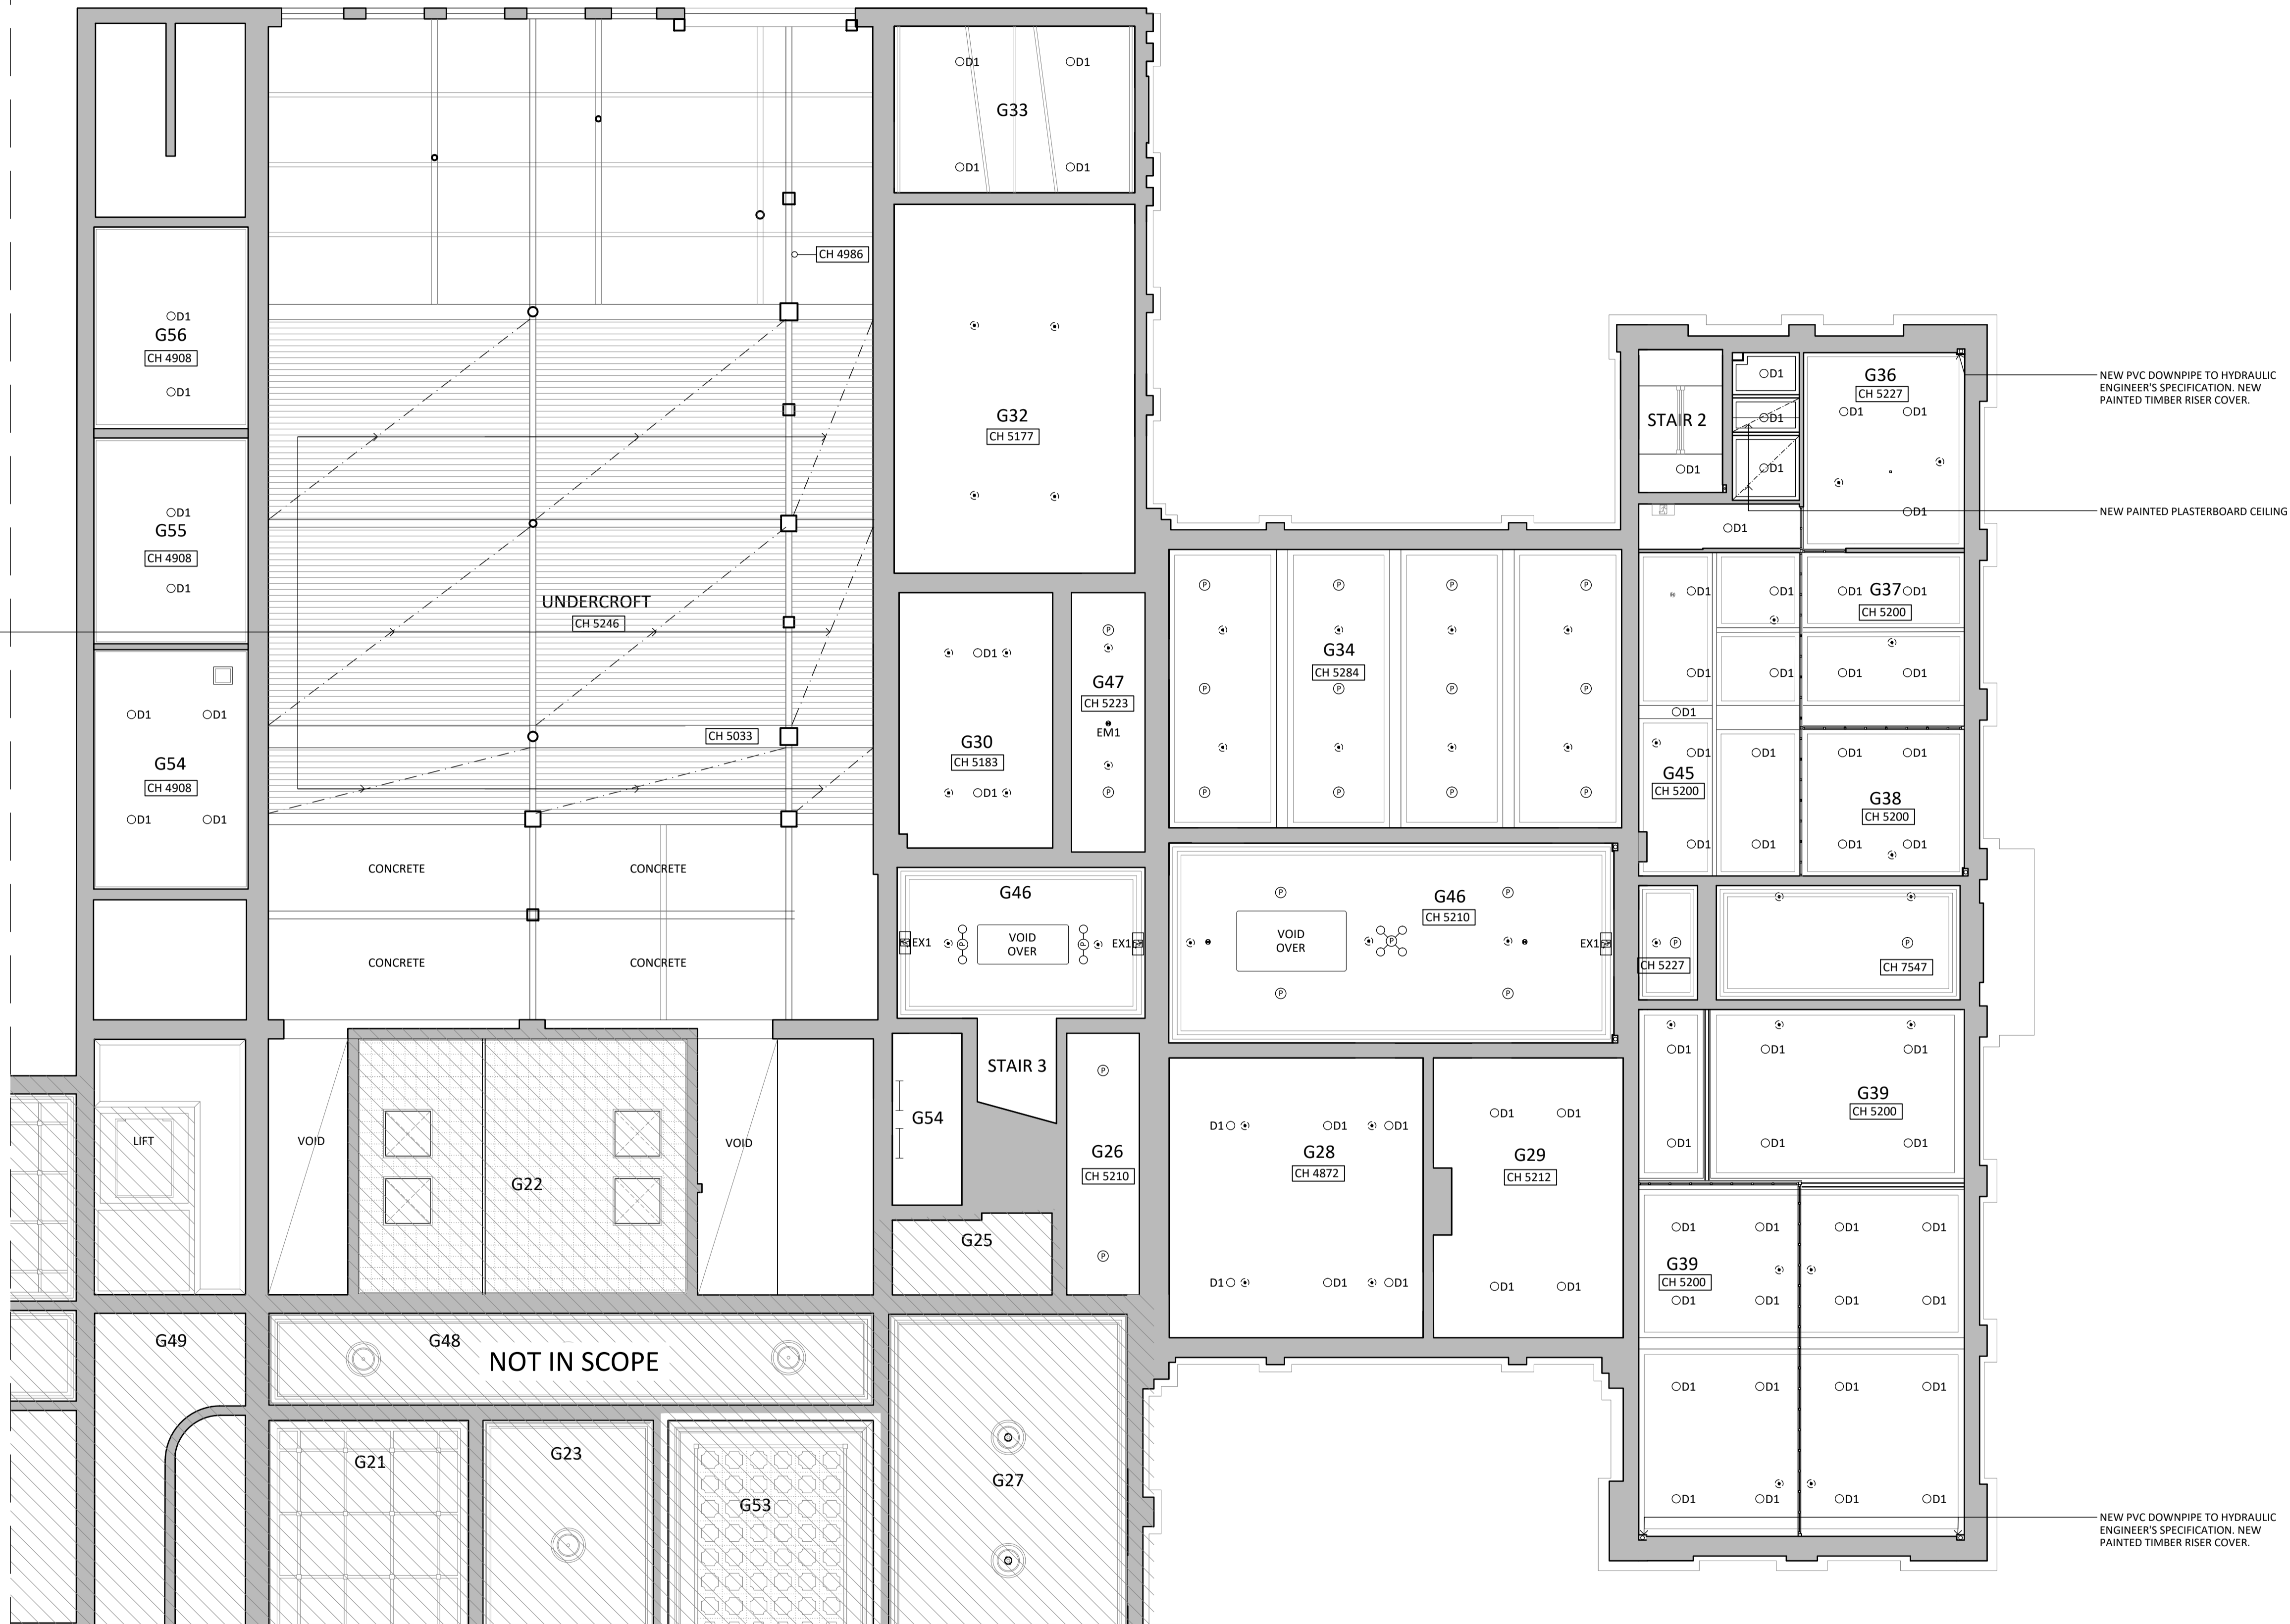 D1
D1
G33
D1
D1
CH 4986
D1
G56
CH 4908
D1
G32
CH 5177
STAIR 2
D1
D1
D1
D1
G36
CH 5227
D1
D1
D1
NEW PVC DOWNPIPE TO HYDRAULIC
ENGINEER'S SPECIFICATION. NEW
PAINTED TIMBER RISER COVER.
D1
G55
CH 4908
D1
D1
NEW PAINTED PLASTERBOARD CEILING
UNDERCROFT
CH 5246
CH 5033
D1
D1
G54
CH 4908
D1
D1
D1
G30
CH 5183
D1
P
G47
CH 5223
EM1
P
P
P
P
P
G34
CH 5284
P
P
P
P
P
P
P
P
D1
D1
D1
G37
D1
CH 5200
D1
D1
D1
D1
D1
D1
D1
D1
D1
G45
CH 5200
G38
CH 5200
D1
D1
D1
D1
CONCRETE
CONCRETE
CONCRETE
CONCRETE
G46
EX1
P
VOID
OVER
P
EX1
P
P
G46
CH 5210
VOID
OVER
P
EX1
P
P
P
CH 5227
P
CH 7547
STAIR 3
G54
P
G26
CH 5210
P
G25
LIFT
VOID
G22
VOID
D1
D1
D1
G28
CH 4872
D1
D1
D1
D1
D1
G29
CH 5212
D1
D1
D1
D1
D1
G39
CH 5200
D1
D1
D1
D1
D1
D1
D1
G39
CH 5200
D1
D1
D1
D1
D1
D1
D1
D1
D1
D1
D1
D1
G49
G48
NOT IN SCOPE
G21
G23
G53
G27
NEW PVC DOWNPIPE TO HYDRAULIC
ENGINEER'S SPECIFICATION. NEW
PAINTED TIMBER RISER COVER.